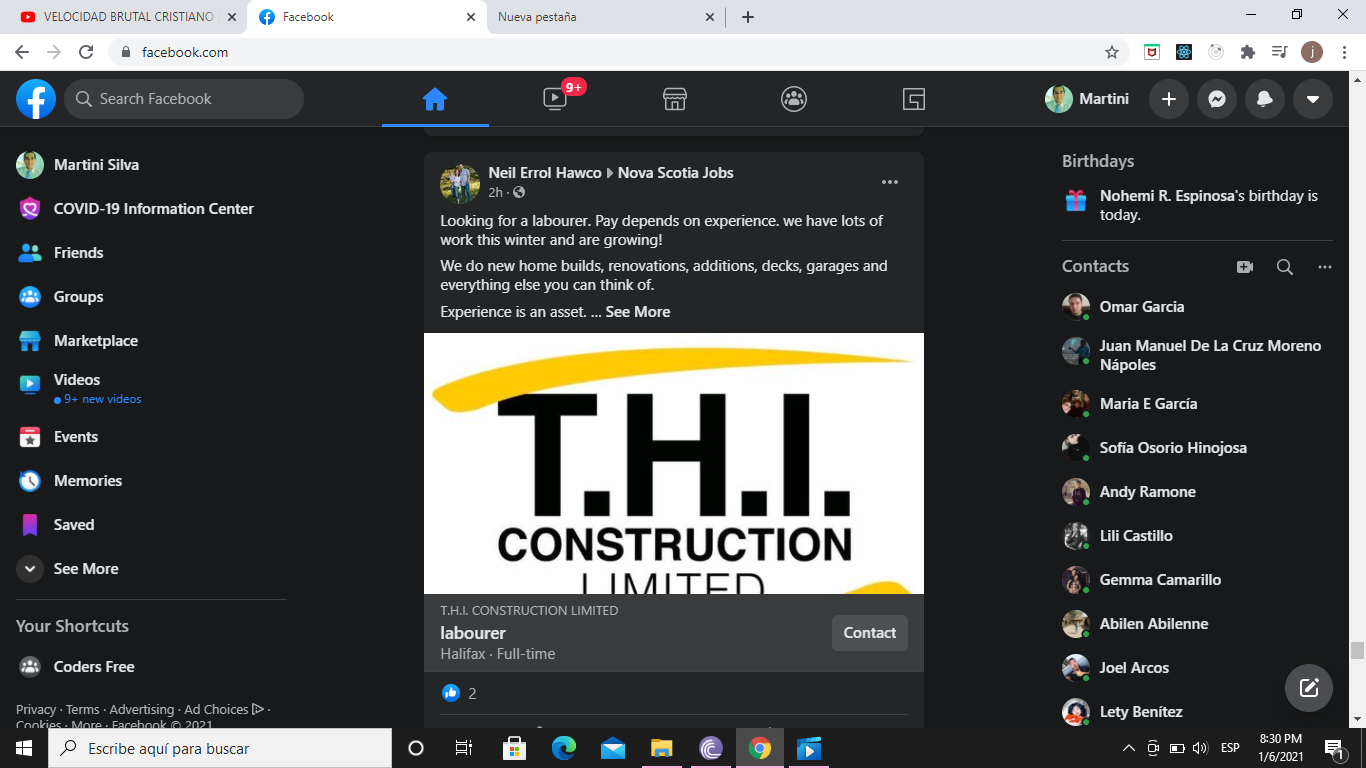 VELOCIDAD BRUTAL CRISTIANO
Facebook
Nueva pestaña
facebook.com
j
Search Facebook
9+
Martini
Martini Silva
COVID-19 Information Center
Friends
Groups
Marketplace
Videos
9+ new videos
Events
Memories
Saved
See More
Your Shortcuts
Coders Free
Privacy · Terms · Advertising · Ad Choices ·
Cookies · More · Facebook © 2021
Neil Errol Hawco Nova Scotia Jobs
2h ·
Looking for a labourer. Pay depends on experience. we have lots of
work this winter and are growing!
We do new home builds, renovations, additions, decks, garages and
everything else you can think of.
Experience is an asset. ... See More
T.H.I.
CONSTRUCTION
LIMITED
T.H.I. CONSTRUCTION LIMITED
labourer
Halifax · Full-time
Contact
2
Birthdays
Nohemi R. Espinosa's birthday is
today.
Contacts
Omar Garcia
Juan Manuel De La Cruz Moreno
Nápoles
Maria E García
Sofía Osorio Hinojosa
Andy Ramone
Lili Castillo
Gemma Camarillo
Abilen Abilenne
Joel Arcos
Lety Benítez
Escribe aquí para buscar
ESP
8:30 PM
1/6/2021
1